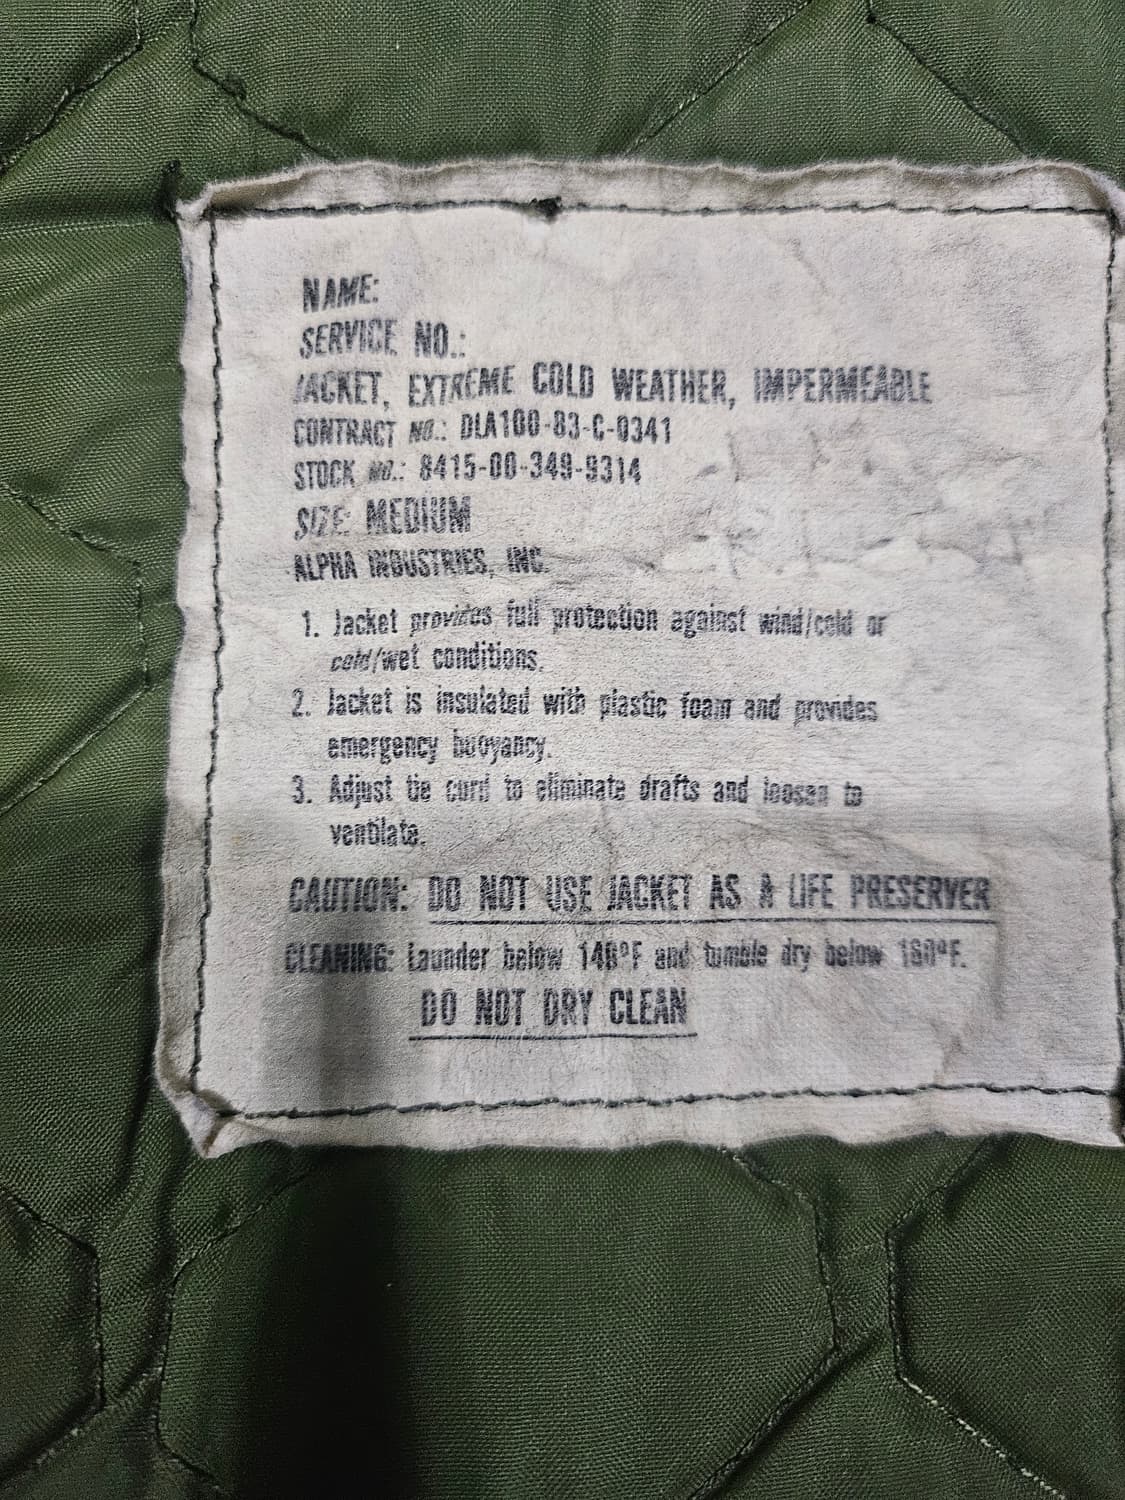 NAME:
SERVICE NO.:
JACKET, EXTREME COLD WEATHER, IMPERMEABLE
CONTRACT NO.: DLA100-83-C-0341
STOCK NO.: 8415-00-349-9314
SIZE: MEDIUM
ALPHA INDUSTRIES, INC.
1. Jacket provides full protection against wind/cold or
cold/wet conditions.
2. Jacket is insulated with plastic foam and provides
emergency buoyancy.
3. Adjust tie cord to eliminate drafts and loosen to
ventilate.
CAUTION: DO NOT USE JACKET AS A LIFE PRESERVER
CLEANING: Launder below 140°F and tumble dry below 160°F.
DO NOT DRY CLEAN